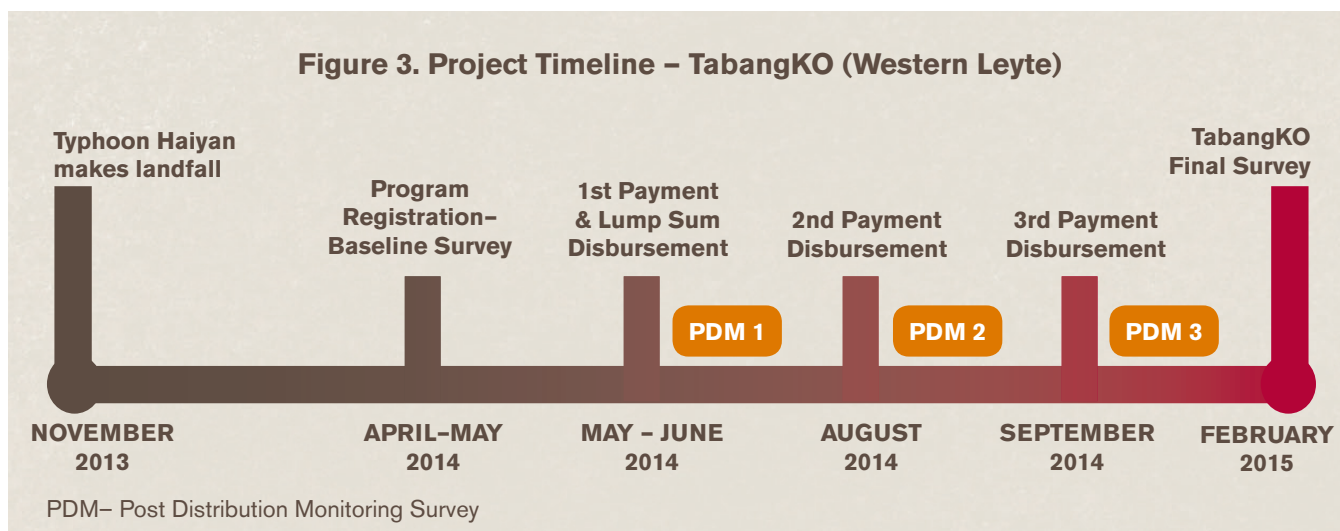 Figure 3. Project Timeline – TabangKO (Western Leyte)
Typhoon Haiyan
makes landfall
Program
Registration–
Baseline Survey
1st Payment
& Lump Sum
Disbursement
2nd Payment
Disbursement
3rd Payment
Disbursement
TabangKO
Final Survey
PDM 1
PDM 2
PDM 3
NOVEMBER
2013
APRIL–MAY
2014
MAY – JUNE
2014
AUGUST
2014
SEPTEMBER
2014
FEBRUARY
2015
PDM– Post Distribution Monitoring Survey